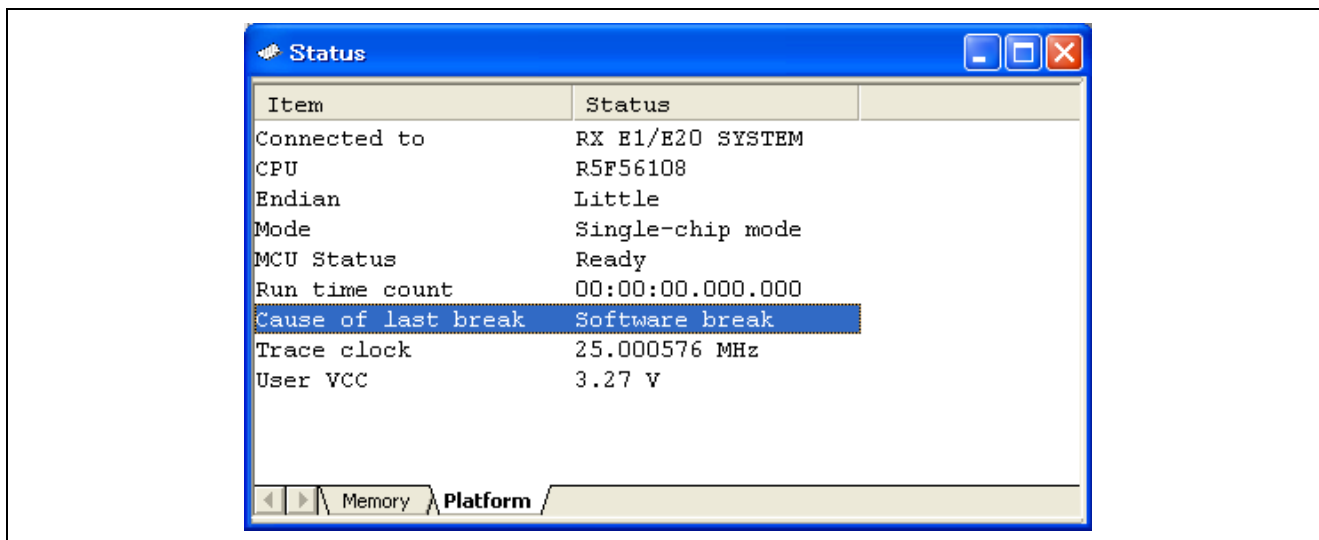 Status
Item Status
Connected to RX E1/E20 SYSTEM
CPU R5F56108
Endian Little
Mode Single-chip mode
MCU Status Ready
Run time count 00:00:00.000.000
Cause of last break Software break
Trace clock 25.000576 MHz
User VCC 3.27 V
Memory Platform